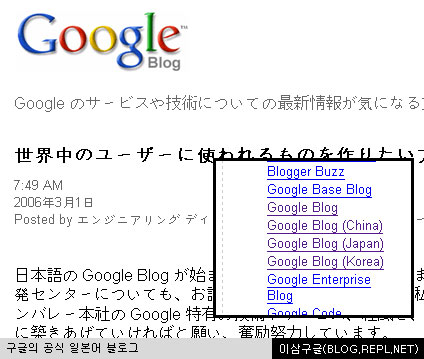 Google™
Blog
Google のサービスや技術についての最新情報が気になる
世界中のユーザーに使われるものを作りたい
7:49 AM
2006年3月1日
Posted by エンジニアリング ディ
Blogger Buzz
Google Base Blog
Google Blog
Google Blog (China)
Google Blog (Japan)
Google Blog (Korea)
Google Enterprise
Blog
Google Code
日本語の Google Blog が始ま
発センターについても、お
ンバレー本社の Google 特有の
に築きあげていければと願い、奮励努力しています。
구글의 공식 일본어 블로그
이삼구글(BLOG.REPL.NET)